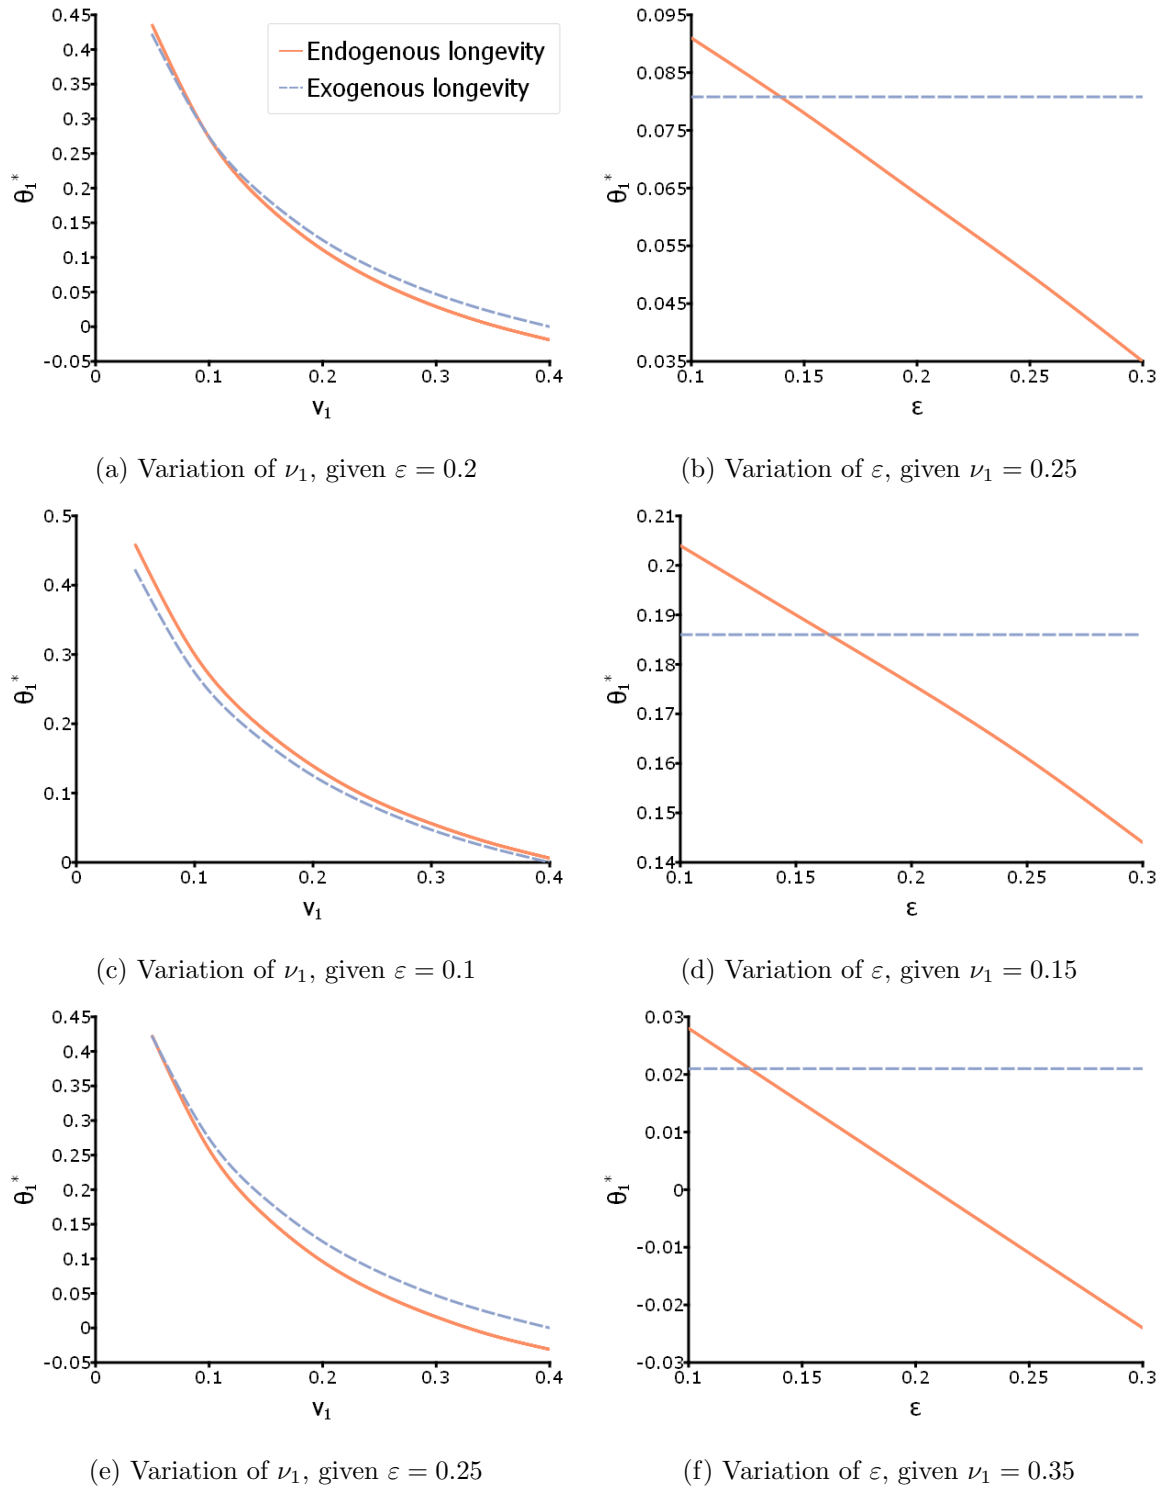 0.45
0.4
0.35
0.3
0.25
0.2
0.15
0.1
0.05
0
-0.05
θ₁*
0 0.1 0.2 0.3 0.4
ν₁
Endogenous longevity
Exogenous longevity
0.095
0.085
0.075
0.065
0.055
0.045
0.035
θ₁*
0.1 0.15 0.2 0.25 0.3
ε
(a) Variation of ν₁, given ε = 0.2
(b) Variation of ε, given ν₁ = 0.25
0.5
0.4
0.3
0.2
0.1
0
θ₁*
0 0.1 0.2 0.3 0.4
ν₁
0.21
0.2
0.19
0.18
0.17
0.16
0.15
0.14
θ₁*
0.1 0.15 0.2 0.25 0.3
ε
(c) Variation of ν₁, given ε = 0.1
(d) Variation of ε, given ν₁ = 0.15
0.45
0.4
0.35
0.3
0.25
0.2
0.15
0.1
0.05
0
-0.05
θ₁*
0 0.1 0.2 0.3 0.4
ν₁
0.03
0.02
0.01
0
-0.01
-0.02
-0.03
θ₁*
0.1 0.15 0.2 0.25 0.3
ε
(e) Variation of ν₁, given ε = 0.25
(f) Variation of ε, given ν₁ = 0.35